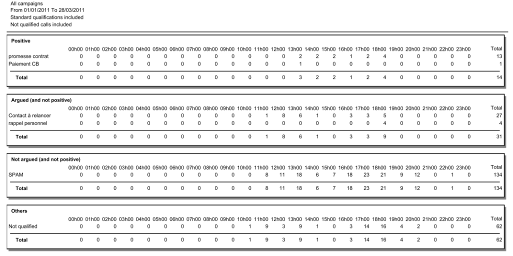 All campaigns
From 01/01/2011 To 28/03/2011
Standard qualifications included
Not qualified calls included
Positive
00h00 01h00 02h00 03h00 04h00 05h00 06h00 07h00 08h00 09h00 10h00 11h00 12h00 13h00 14h00 15h00 16h00 17h00 18h00 19h00 20h00 21h00 22h00 23h00 Total
promesse contrat 0 0 0 0 0 0 0 0 0 0 0 0 0 2 2 2 1 2 4 0 0 0 0 0 13
Paiement CB 0 0 0 0 0 0 0 0 0 0 0 0 0 1 0 0 0 0 0 0 0 0 0 0 1
Total 0 0 0 0 0 0 0 0 0 0 0 0 0 3 2 2 1 2 4 0 0 0 0 0 14
Argued (and not positive)
00h00 01h00 02h00 03h00 04h00 05h00 06h00 07h00 08h00 09h00 10h00 11h00 12h00 13h00 14h00 15h00 16h00 17h00 18h00 19h00 20h00 21h00 22h00 23h00 Total
Contact à relancer 0 0 0 0 0 0 0 0 0 0 0 1 8 6 1 0 3 3 5 0 0 0 0 0 27
rappel personnel 0 0 0 0 0 0 0 0 0 0 0 0 0 0 0 0 0 0 4 0 0 0 0 0 4
Total 0 0 0 0 0 0 0 0 0 0 0 1 8 6 1 0 3 3 9 0 0 0 0 0 31
Not argued (and not positive)
00h00 01h00 02h00 03h00 04h00 05h00 06h00 07h00 08h00 09h00 10h00 11h00 12h00 13h00 14h00 15h00 16h00 17h00 18h00 19h00 20h00 21h00 22h00 23h00 Total
SPAM 0 0 0 0 0 0 0 0 0 0 0 8 11 18 6 7 18 23 21 9 12 0 1 0 134
Total 0 0 0 0 0 0 0 0 0 0 0 8 11 18 6 7 18 23 21 9 12 0 1 0 134
Others
00h00 01h00 02h00 03h00 04h00 05h00 06h00 07h00 08h00 09h00 10h00 11h00 12h00 13h00 14h00 15h00 16h00 17h00 18h00 19h00 20h00 21h00 22h00 23h00 Total
Not qualified 0 0 0 0 0 0 0 0 0 0 1 9 3 9 1 0 3 14 16 4 2 0 0 0 62
Total 0 0 0 0 0 0 0 0 0 0 1 9 3 9 1 0 3 14 16 4 2 0 0 0 62